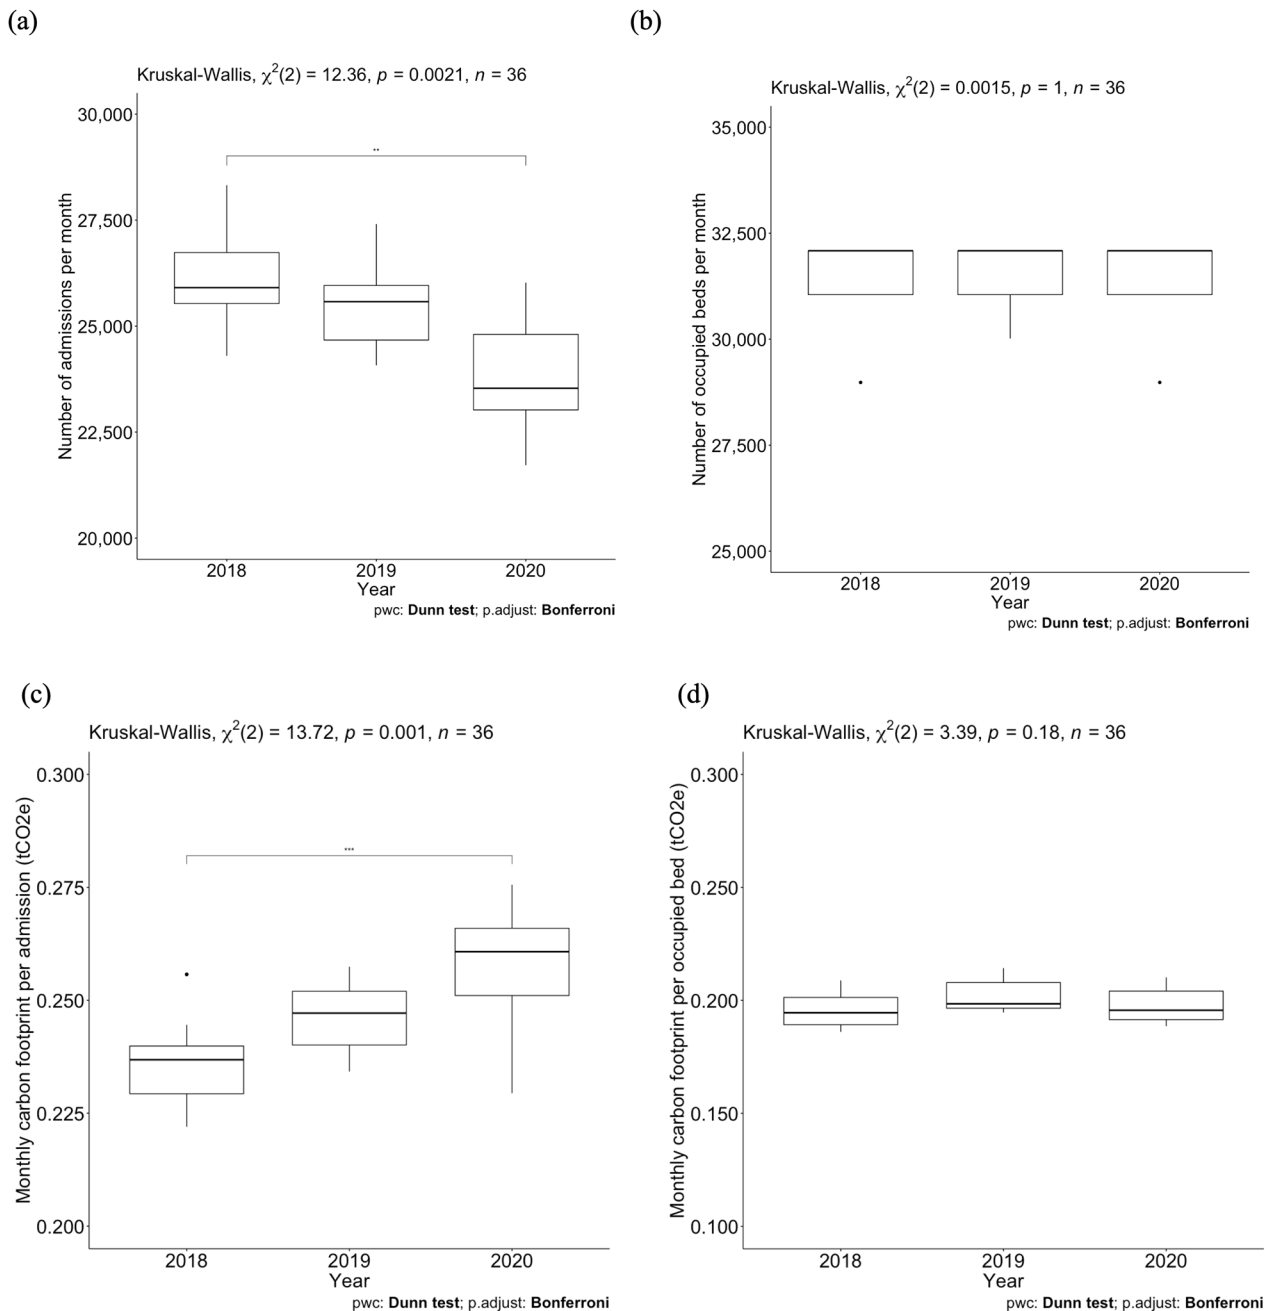 (a)
Kruskal-Wallis, χ²(2) = 12.36, p = 0.0021, n = 36
30,000
27,500
25,000
22,500
20,000
Number of admissions per month
**
2018 2019 2020
Year
pwc: Dunn test; p.adjust: Bonferroni
(b)
Kruskal-Wallis, χ²(2) = 0.0015, p = 1, n = 36
35,000
32,500
30,000
27,500
25,000
Number of occupied beds per month
2018 2019 2020
Year
pwc: Dunn test; p.adjust: Bonferroni
(c)
Kruskal-Wallis, χ²(2) = 13.72, p = 0.001, n = 36
0.300
0.275
0.250
0.225
0.200
Monthly carbon footprint per admission (tCO2e)
***
2018 2019 2020
Year
pwc: Dunn test; p.adjust: Bonferroni
(d)
Kruskal-Wallis, χ²(2) = 3.39, p = 0.18, n = 36
0.300
0.250
0.200
0.150
0.100
Monthly carbon footprint per occupied bed (tCO2e)
2018 2019 2020
Year
pwc: Dunn test; p.adjust: Bonferroni